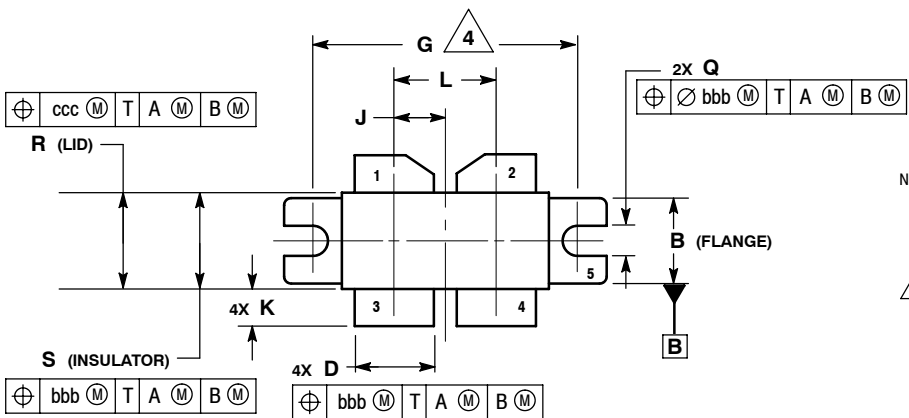 G 4
2X Q
L
⌖ ccc Ⓜ T A Ⓜ B Ⓜ
⌖ ∅ bbb Ⓜ T A Ⓜ B Ⓜ
J
R (LID)
1 2
N
B (FLANGE)
5
4X K
3 4
S (INSULATOR)
B
4X D
⌖ bbb Ⓜ T A Ⓜ B Ⓜ
⌖ bbb Ⓜ T A Ⓜ B Ⓜ